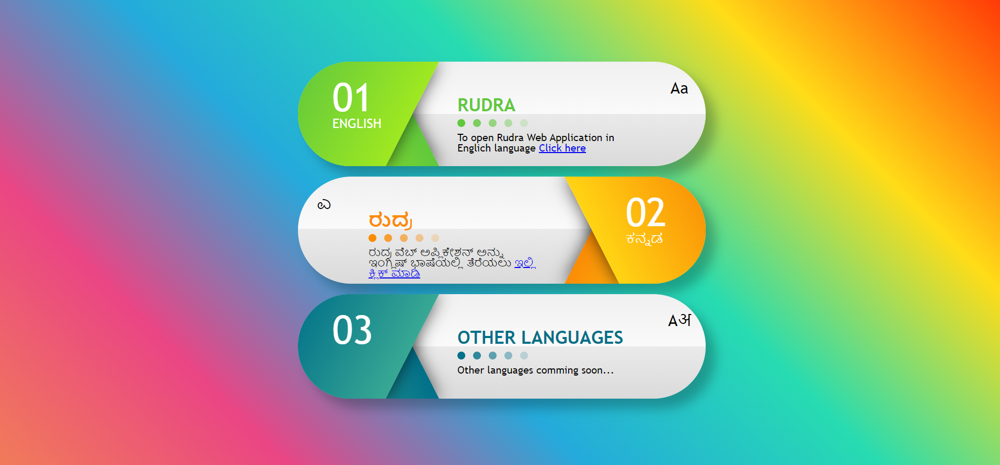 01
ENGLISH
Aa
RUDRA
To open Rudra Web Application in
Englich language Click here
ಎ
ರುದ್ರ
ರುದ್ರ ವೆಬ್ ಅಪ್ಲಿಕೇಶನ್ ಅನ್ನು
ಇಂಗ್ಲಿಷ್ ಭಾಷೆಯಲ್ಲಿ ತೆರೆಯಲು ಇಲ್ಲಿ
ಕ್ಲಿಕ್ ಮಾಡಿ
02
ಕನ್ನಡ
03
Aअ
OTHER LANGUAGES
Other languages comming soon...